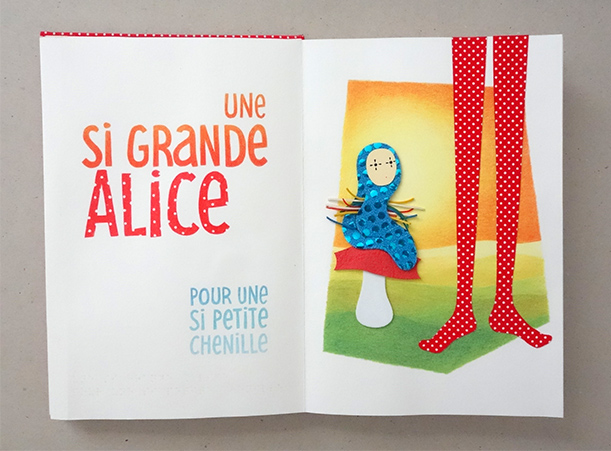 UNE
SI GRANDE
ALiCE
POUR UNE
SI PETITE
CHENILLE